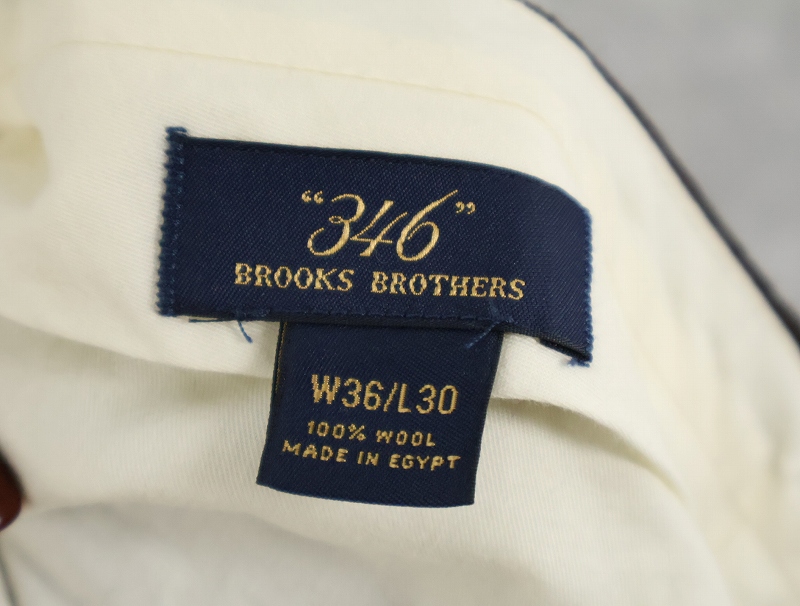 “346”
BROOKS BROTHERS
W36/L30
100% WOOL
MADE IN EGYPT